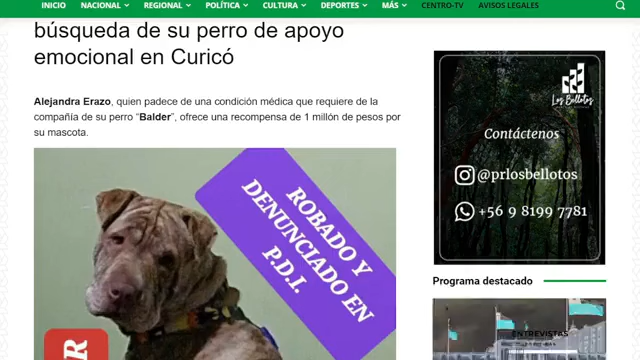 INICIO NACIONAL REGIONAL POLÍTICA CULTURA DEPORTES MÁS CENTRO-TV AVISOS LEGALES
búsqueda de su perro de apoyo
emocional en Curicó
Alejandra Erazo, quien padece de una condición médica que requiere de la
compañía de su perro “Balder”, ofrece una recompensa de 1 millón de pesos por
su mascota.
ROBADO Y
DENUNCIADO EN
P.D.I.
R
Los Bellotos
Contáctenos
@prlosbellotos
+56 9 8199 7781
Programa destacado
ENTREVISTAS